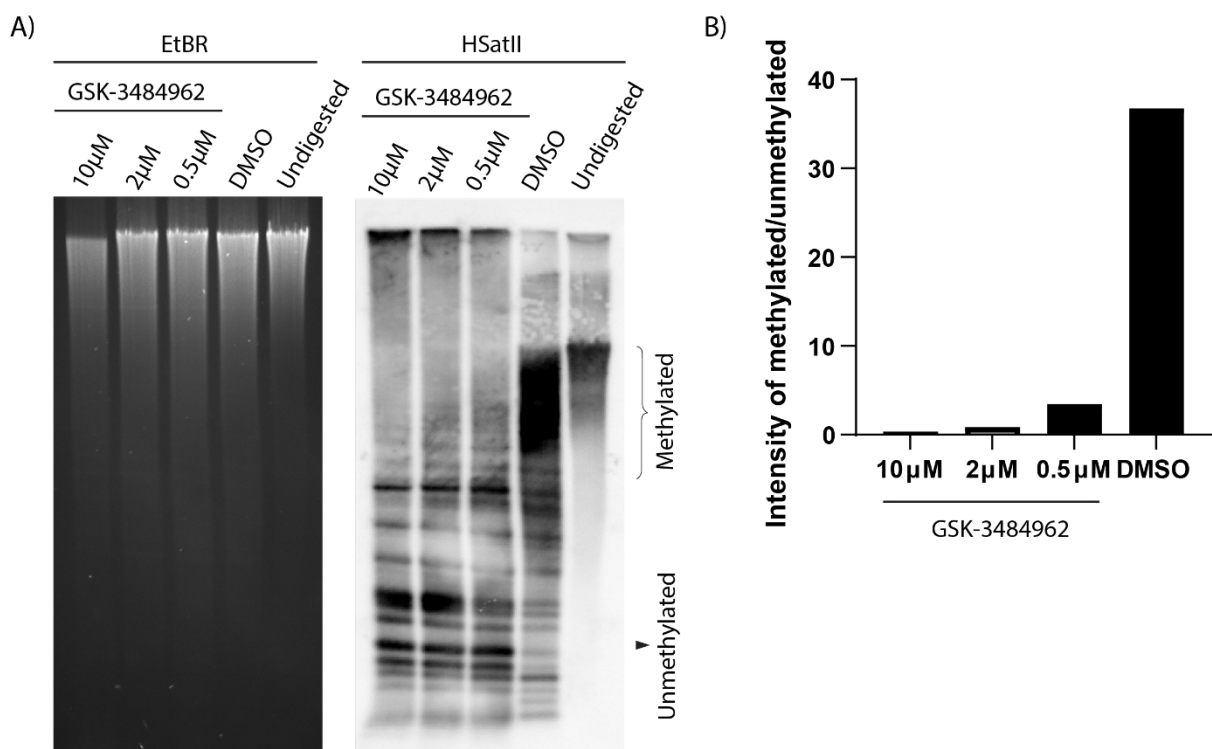 A)
EtBR
HSatII
GSK-3484962
GSK-3484962
10µM
2µM
0.5µM
DMSO
Undigested
10µM
2µM
0.5µM
DMSO
Undigested
Methylated
Unmethylated
B)
Intensity of methylated/unmethylated
40
30
20
10
0
10µM
2µM
0.5µM
DMSO
GSK-3484962